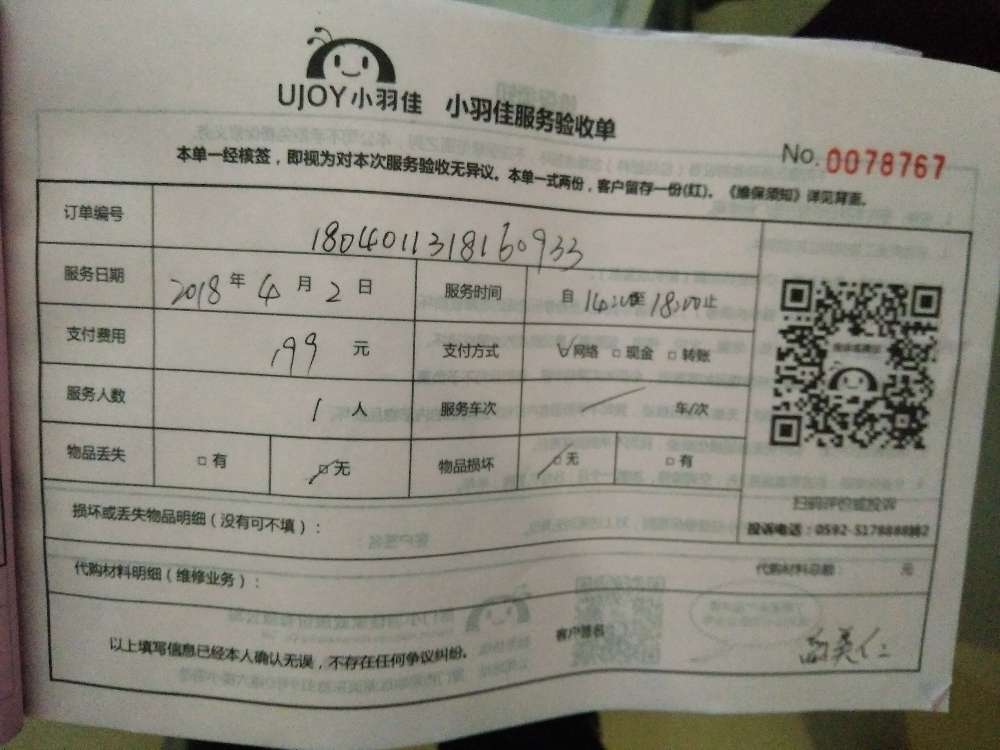 UJOY小羽佳 小羽佳服务验收单
No. 0078767
本单一经核签，即视为对本次服务验收无异议。本单一式两份，客户留存一份(红)。《维保须知》详见背面。
订单编号 1804011318160933
服务日期 2018 年 4 月 2 日 服务时间 自 14:00 至 18:00 止
支付费用 199 元 支付方式 网络 □ 现金 □ 转账
服务人数 1 人 服务车次 车/次
物品丢失 □ 有 □ 无 物品损坏 □ 无 □ 有
扫码评价或投诉
损坏或丢失物品明细（没有可不填）：
投诉电话：0592-5178888转2
代购材料明细（维修业务）： 代购材料总额： 元
以上填写信息已经本人确认无误，不存在任何争议纠纷。 客户签名
美仁